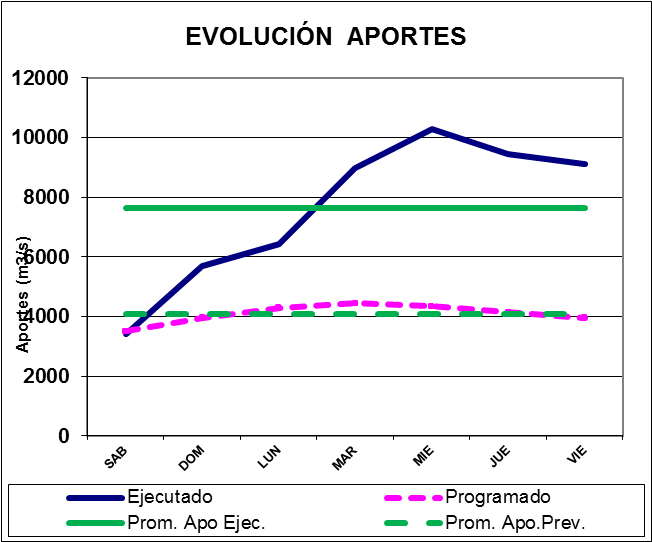 EVOLUCIÓN APORTES
12000
10000
8000
6000
4000
2000
0
Aportes (m3/s)
SAB DOM LUN MAR MIE JUE VIE
Ejecutado Programado
Prom. Apo Ejec. Prom. Apo.Prev.